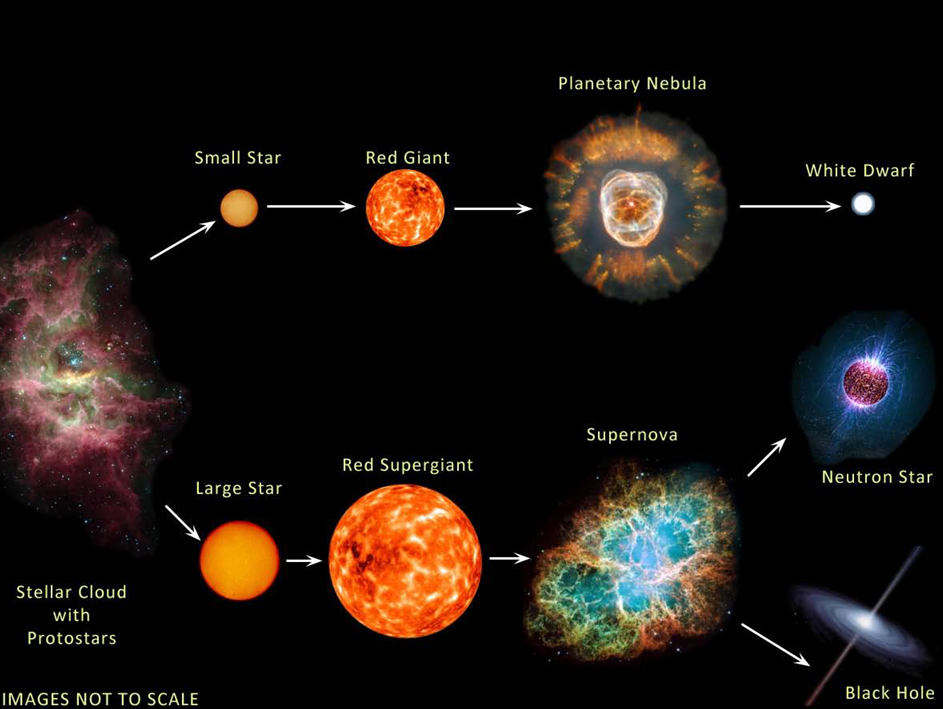 Planetary Nebula
Small Star
Red Giant
White Dwarf
Supernova
Neutron Star
Red Supergiant
Large Star
Stellar Cloud
with
Protostars
Black Hole
IMAGES NOT TO SCALE